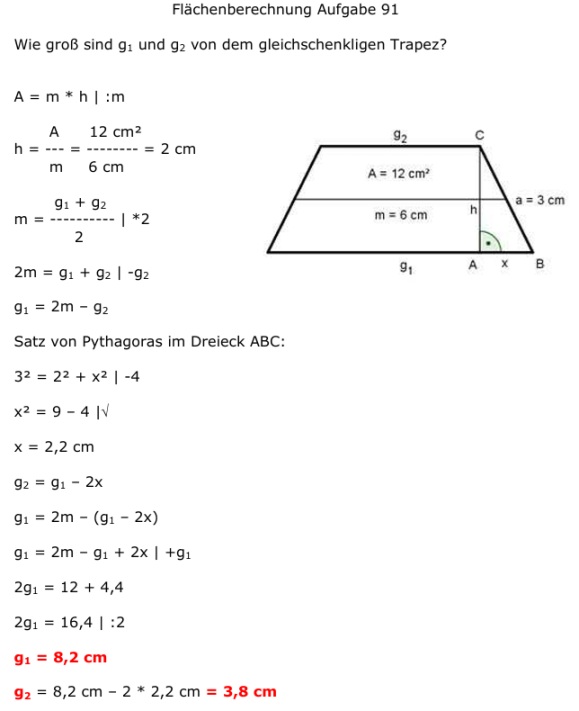 Flächenberechnung Aufgabe 91
Wie groß sind g₁ und g₂ von dem gleichschenkligen Trapez?
A = m * h | :m
A 12 cm²
h = --- = -------- = 2 cm
m 6 cm
g₁ + g₂
m = ---------- | *2
2
2m = g₁ + g₂ | -g₂
g₁ = 2m – g₂
g₂ C
A = 12 cm²
a = 3 cm
h
m = 6 cm
g₁ A x B
Satz von Pythagoras im Dreieck ABC:
3² = 2² + x² | -4
x² = 9 – 4 |√
x = 2,2 cm
g₂ = g₁ – 2x
g₁ = 2m – (g₁ – 2x)
g₁ = 2m – g₁ + 2x | +g₁
2g₁ = 12 + 4,4
2g₁ = 16,4 | :2
g₁ = 8,2 cm
g₂ = 8,2 cm – 2 * 2,2 cm = 3,8 cm